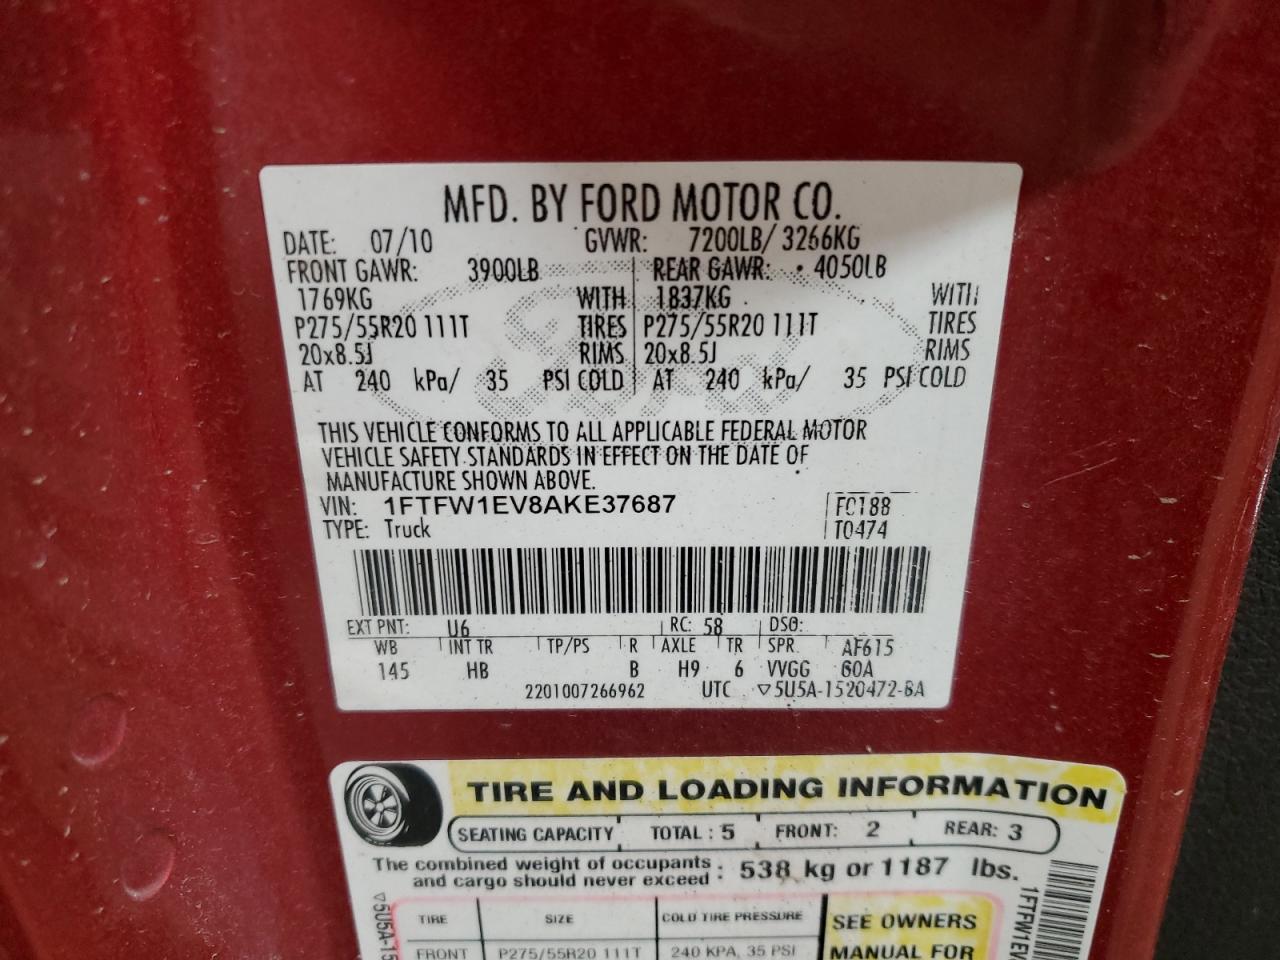 MFD. BY FORD MOTOR CO.
DATE: 07/10 GVWR: 7200LB/ 3266KG
FRONT GAWR: 3900LB REAR GAWR: 4050LB
1769KG WITH 1837KG WITH
P275/55R20 111T TIRES P275/55R20 111T TIRES
20x8.5J RIMS 20x8.5J RIMS
AT 240 kPa/ 35 PSI COLD AT 240 kPa/ 35 PSI COLD
THIS VEHICLE CONFORMS TO ALL APPLICABLE FEDERAL MOTOR
VEHICLE SAFETY STANDARDS IN EFFECT ON THE DATE OF
MANUFACTURE SHOWN ABOVE.
VIN: 1FTFW1EV8AKE37687 FC188
TYPE: Truck T0474
EXT PNT: U6 RC: 58 DSO:
WB INT TR TP/PS R AXLE TR SPR AF615
145 HB B H9 6 VVGG 60A
2201007266962 UTC ▽5U5A-1520472-BA
TIRE AND LOADING INFORMATION
SEATING CAPACITY TOTAL : 5 FRONT: 2 REAR: 3
The combined weight of occupants
and cargo should never exceed : 538 kg or 1187 lbs.
TIRE SIZE COLD TIRE PRESSURE SEE OWNERS
FRONT P275/55R20 111T 240 KPA, 35 PSI MANUAL FOR
▽5U5A-15
1FTFW1EV